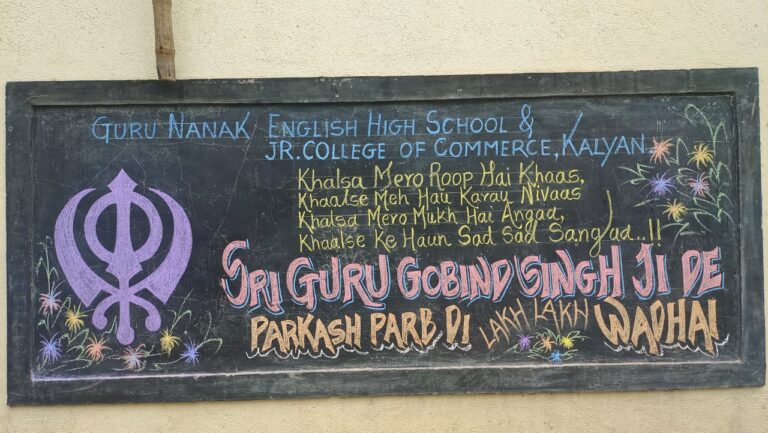 GURU NANAK ENGLISH HIGH SCHOOL &
JR.COLLEGE OF COMMERCE, KALYAN.
Khalsa Mero Roop Hai Khaas,
Khaalse Meh Hau Karau Nivaas
Khalsa Mero Mukh Hai Angaa,
Khaalse Ke Haun Sad Sad Sangaad...!!
SRI GURU GOBIND SINGH JI DE
PARKASH PARB DI LAKH LAKH WADHAI